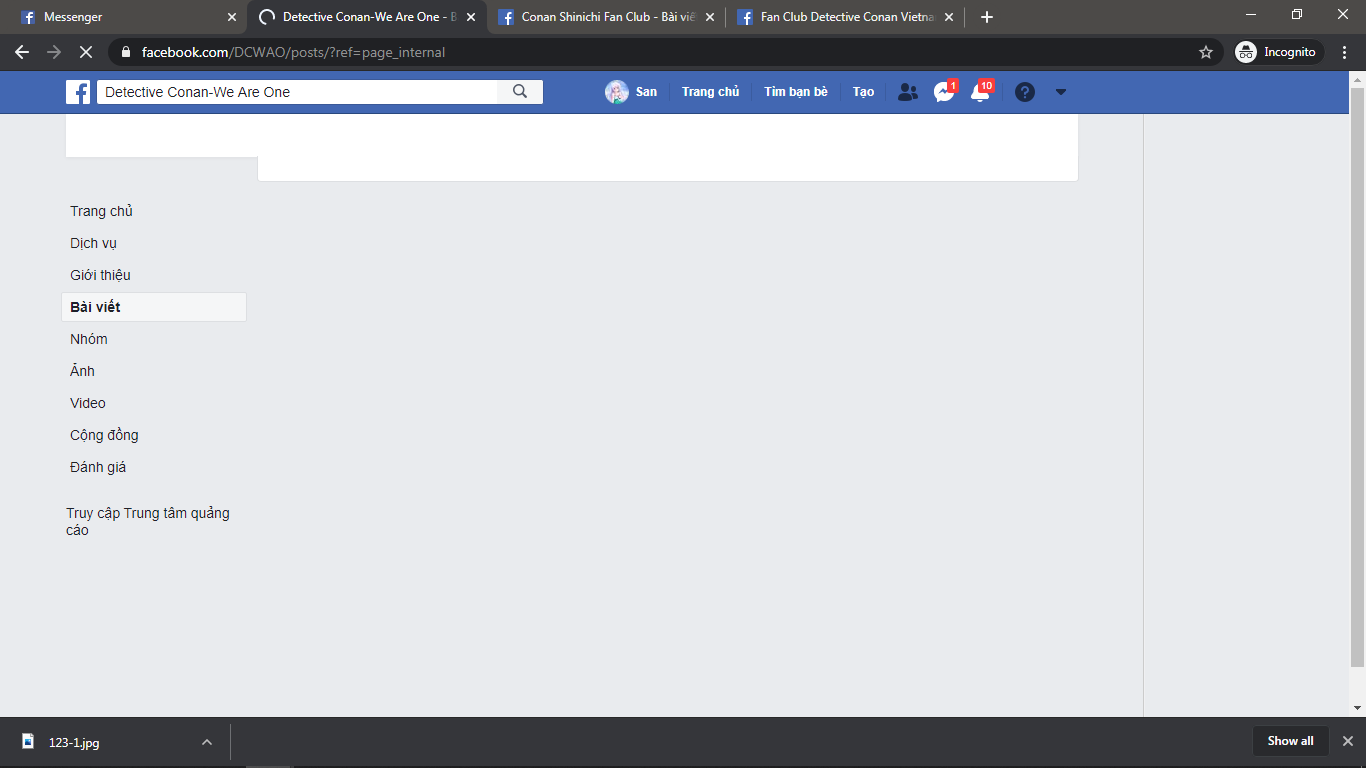 Messenger
Detective Conan-We Are One - B
Conan Shinichi Fan Club - Bài viế
Fan Club Detective Conan Vietna
facebook.com/DCWAO/posts/?ref=page_internal
Incognito
Detective Conan-We Are One
San
Trang chủ
Tìm bạn bè
Tạo
1
10
Trang chủ
Dịch vụ
Giới thiệu
Bài viết
Nhóm
Ảnh
Video
Cộng đồng
Đánh giá
Truy cập Trung tâm quảng
cáo
123-1.jpg
Show all